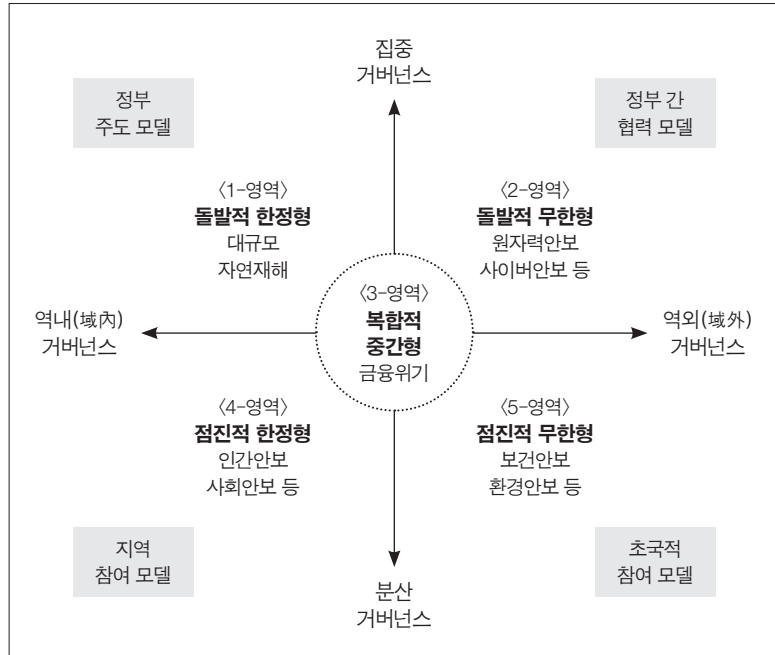 집중
거버넌스
정부
주도 모델
정부 간
협력 모델
〈1-영역〉
돌발적 한정형
대규모
자연재해
〈2-영역〉
돌발적 무한형
원자력안보
사이버안보 등
〈3-영역〉
복합적
중간형
금융위기
역내(域內)
거버넌스
역외(域外)
거버넌스
〈4-영역〉
점진적 한정형
인간안보
사회안보 등
〈5-영역〉
점진적 무한형
보건안보
환경안보 등
지역
참여 모델
초국적
참여 모델
분산
거버넌스